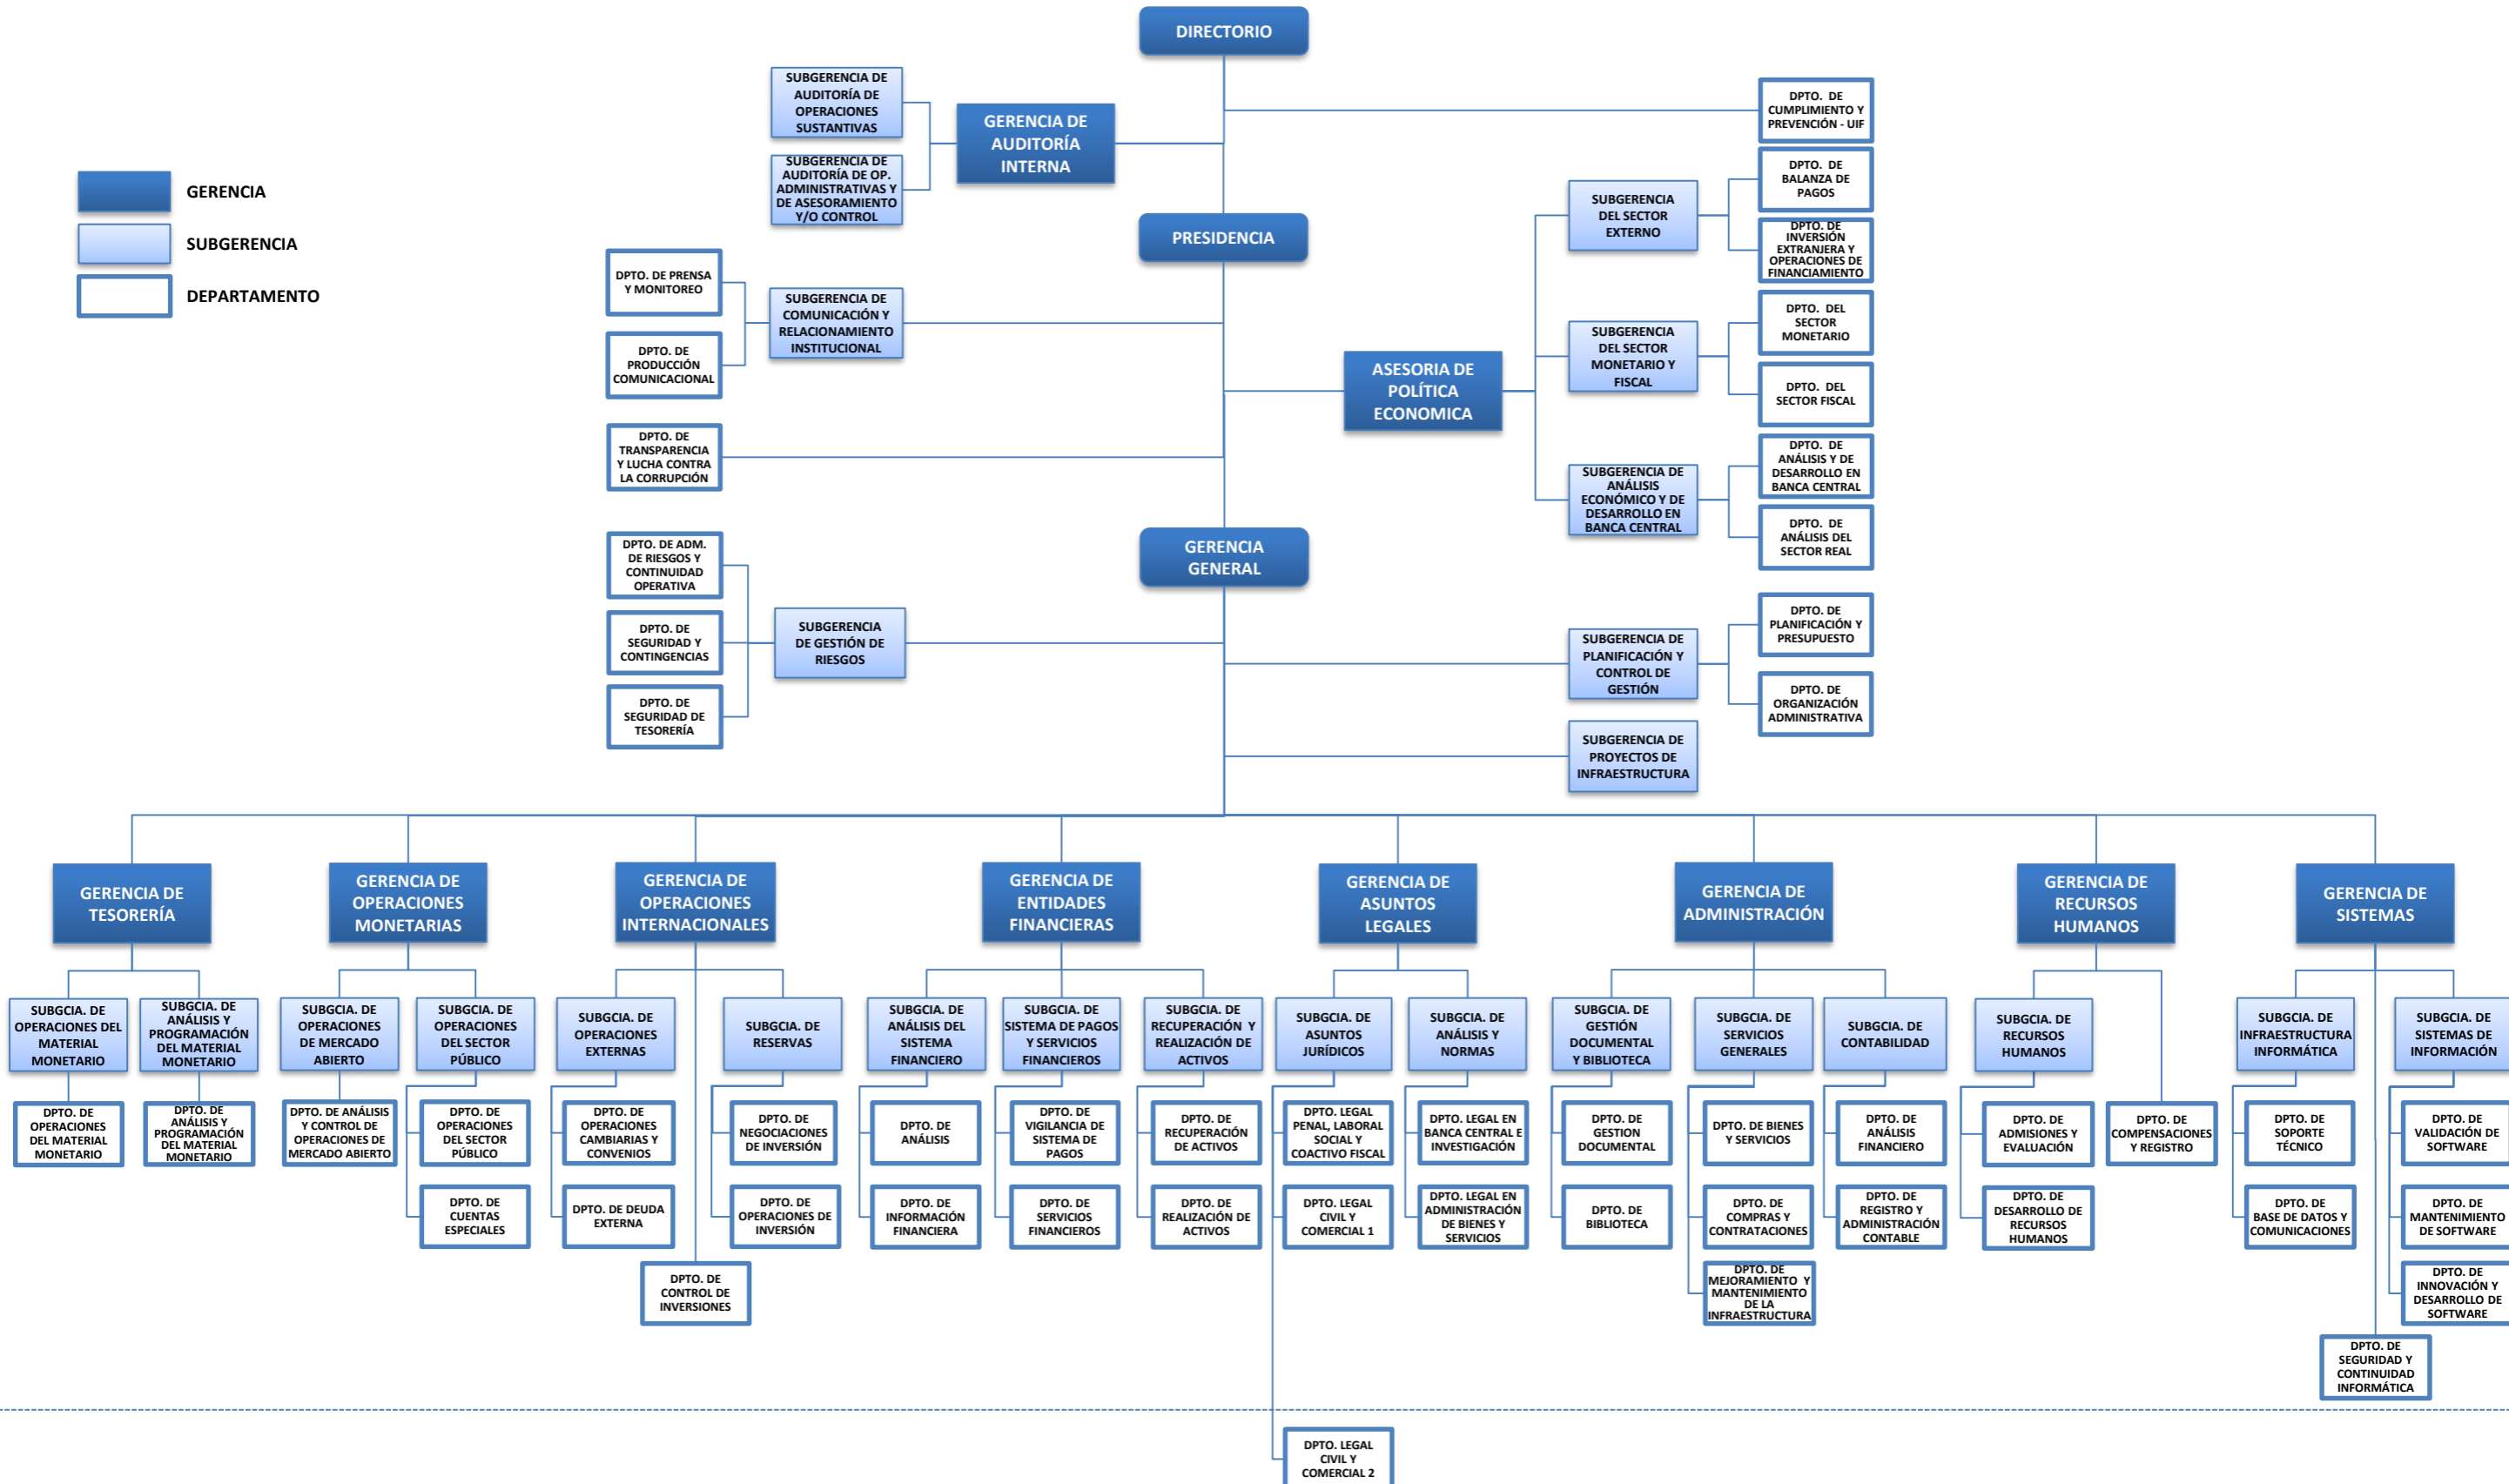 DIRECTORIO
SUBGERENCIA DE
AUDITORÍA DE
OPERACIONES
SUSTANTIVAS
SUBGERENCIA DE
AUDITORÍA DE OP.
ADMINISTRATIVAS Y
DE ASESORAMIENTO
Y/O CONTROL
GERENCIA DE
AUDITORÍA
INTERNA
DPTO. DE
CUMPLIMIENTO Y
PREVENCIÓN - UIF
GERENCIA
SUBGERENCIA
DEPARTAMENTO
PRESIDENCIA
DPTO. DE PRENSA
Y MONITOREO
DPTO. DE
PRODUCCIÓN
COMUNICACIONAL
SUBGERENCIA DE
COMUNICACIÓN Y
RELACIONAMIENTO
INSTITUCIONAL
DPTO. DE
TRANSPARENCIA
Y LUCHA CONTRA
LA CORRUPCIÓN
ASESORIA DE
POLÍTICA
ECONOMICA
SUBGERENCIA
DEL SECTOR
EXTERNO
DPTO. DE
BALANZA DE
PAGOS
DPTO. DE
INVERSIÓN
EXTRANJERA Y
OPERACIONES DE
FINANCIAMIENTO
SUBGERENCIA
DEL SECTOR
MONETARIO Y
FISCAL
DPTO. DEL
SECTOR
MONETARIO
DPTO. DEL
SECTOR FISCAL
SUBGERENCIA DE
ANÁLISIS
ECONÓMICO Y DE
DESARROLLO EN
BANCA CENTRAL
DPTO. DE
ANÁLISIS Y DE
DESARROLLO EN
BANCA CENTRAL
DPTO. DE
ANÁLISIS DEL
SECTOR REAL
GERENCIA
GENERAL
DPTO. DE ADM.
DE RIESGOS Y
CONTINUIDAD
OPERATIVA
DPTO. DE
SEGURIDAD Y
CONTINGENCIAS
DPTO. DE
SEGURIDAD DE
TESORERÍA
SUBGERENCIA
DE GESTIÓN DE
RIESGOS
SUBGERENCIA DE
PLANIFICACIÓN Y
CONTROL DE
GESTIÓN
DPTO. DE
PLANIFICACIÓN Y
PRESUPUESTO
DPTO. DE
ORGANIZACIÓN
ADMINISTRATIVA
SUBGERENCIA DE
PROYECTOS DE
INFRAESTRUCTURA
GERENCIA DE
TESORERÍA
SUBGCIA. DE
OPERACIONES DEL
MATERIAL
MONETARIO
DPTO. DE
OPERACIONES
DEL MATERIAL
MONETARIO
SUBGCIA. DE
ANÁLISIS Y
PROGRAMACIÓN
DEL MATERIAL
MONETARIO
DPTO. DE
ANÁLISIS Y
PROGRAMACIÓN
DEL MATERIAL
MONETARIO
GERENCIA DE
OPERACIONES
MONETARIAS
SUBGCIA. DE
OPERACIONES
DE MERCADO
ABIERTO
DPTO. DE ANÁLISIS
Y CONTROL DE
OPERACIONES DE
MERCADO ABIERTO
SUBGCIA. DE
OPERACIONES
DEL SECTOR
PÚBLICO
DPTO. DE
OPERACIONES
DEL SECTOR
PÚBLICO
DPTO. DE
CUENTAS
ESPECIALES
GERENCIA DE
OPERACIONES
INTERNACIONALES
SUBGCIA. DE
OPERACIONES
EXTERNAS
DPTO. DE
OPERACIONES
CAMBIARIAS Y
CONVENIOS
DPTO. DE DEUDA
EXTERNA
SUBGCIA. DE
RESERVAS
DPTO. DE
NEGOCIACIONES
DE INVERSIÓN
DPTO. DE
OPERACIONES DE
INVERSIÓN
DPTO. DE
CONTROL DE
INVERSIONES
GERENCIA DE
ENTIDADES
FINANCIERAS
SUBGCIA. DE
ANÁLISIS DEL
SISTEMA
FINANCIERO
DPTO. DE
ANÁLISIS
DPTO. DE
INFORMACIÓN
FINANCIERA
SUBGCIA. DE
SISTEMA DE PAGOS
Y SERVICIOS
FINANCIEROS
DPTO. DE
VIGILANCIA DE
SISTEMA DE
PAGOS
DPTO. DE
SERVICIOS
FINANCIEROS
SUBGCIA. DE
RECUPERACIÓN Y
REALIZACIÓN DE
ACTIVOS
DPTO. DE
RECUPERACIÓN
DE ACTIVOS
DPTO. DE
REALIZACIÓN DE
ACTIVOS
GERENCIA DE
ASUNTOS
LEGALES
SUBGCIA. DE
ASUNTOS
JURÍDICOS
DPTO. LEGAL
PENAL, LABORAL
SOCIAL Y
COACTIVO FISCAL
DPTO. LEGAL
CIVIL Y
COMERCIAL 1
SUBGCIA. DE
ANÁLISIS Y
NORMAS
DPTO. LEGAL EN
BANCA CENTRAL E
INVESTIGACIÓN
DPTO. LEGAL EN
ADMINISTRACIÓN
DE BIENES Y
SERVICIOS
GERENCIA DE
ADMINISTRACIÓN
SUBGCIA. DE
GESTIÓN
DOCUMENTAL
Y BIBLIOTECA
DPTO. DE
GESTION
DOCUMENTAL
DPTO. DE
BIBLIOTECA
SUBGCIA. DE
SERVICIOS
GENERALES
DPTO. DE BIENES
Y SERVICIOS
DPTO. DE
COMPRAS Y
CONTRATACIONES
DPTO. DE
MEJORAMIENTO Y
MANTENIMIENTO
DE LA
INFRAESTRUCTURA
SUBGCIA. DE
CONTABILIDAD
DPTO. DE
ANÁLISIS
FINANCIERO
DPTO. DE
REGISTRO Y
ADMINISTRACIÓN
CONTABLE
GERENCIA DE
RECURSOS
HUMANOS
SUBGCIA. DE
RECURSOS
HUMANOS
DPTO. DE
ADMISIONES Y
EVALUACIÓN
DPTO. DE
DESARROLLO DE
RECURSOS
HUMANOS
DPTO. DE
COMPENSACIONES
Y REGISTRO
GERENCIA DE
SISTEMAS
SUBGCIA. DE
INFRAESTRUCTURA
INFORMÁTICA
DPTO. DE
SOPORTE
TÉCNICO
DPTO. DE
BASE DE DATOS Y
COMUNICACIONES
SUBGCIA. DE
SISTEMAS DE
INFORMACIÓN
DPTO. DE
VALIDACIÓN DE
SOFTWARE
DPTO. DE
MANTENIMIENTO
DE SOFTWARE
DPTO. DE
INNOVACIÓN Y
DESARROLLO DE
SOFTWARE
DPTO. DE
SEGURIDAD Y
CONTINUIDAD
INFORMÁTICA
DPTO. LEGAL
CIVIL Y
COMERCIAL 2